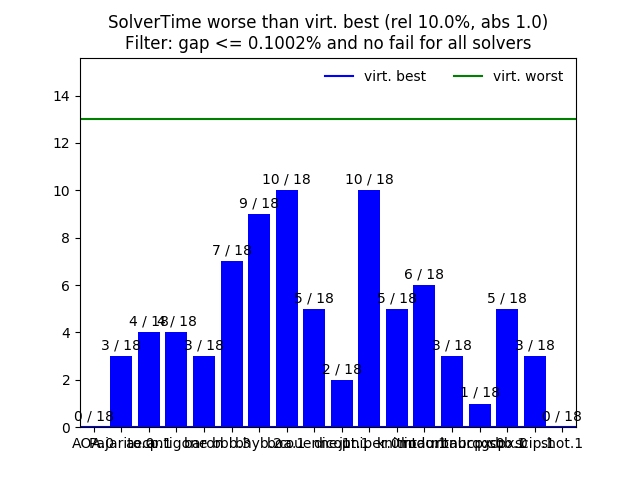 SolverTime worse than virt. best (rel 10.0%, abs 1.0)
Filter: gap <= 0.1002% and no fail for all solvers
virt. best
virt. worst
14
12
10
8
6
4
2
0
0 / 18
3 / 18
4 / 18
4 / 18
3 / 18
7 / 18
9 / 18
10 / 18
5 / 18
2 / 18
10 / 18
5 / 18
6 / 18
3 / 18
1 / 18
5 / 18
3 / 18
0 / 18